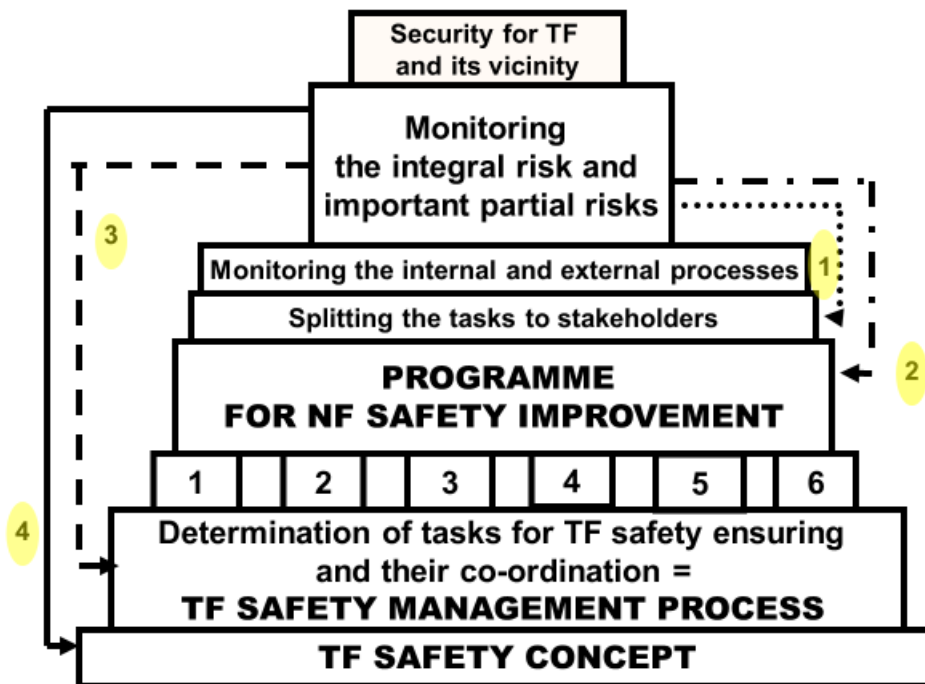 Security for TF
and its vicinity
Monitoring
the integral risk and
important partial risks
3
Monitoring the internal and external processes
1
Splitting the tasks to stakeholders
PROGRAMME
FOR NF SAFETY IMPROVEMENT
2
1 2 3 4 5 6
Determination of tasks for TF safety ensuring
4
and their co-ordination =
TF SAFETY MANAGEMENT PROCESS
TF SAFETY CONCEPT